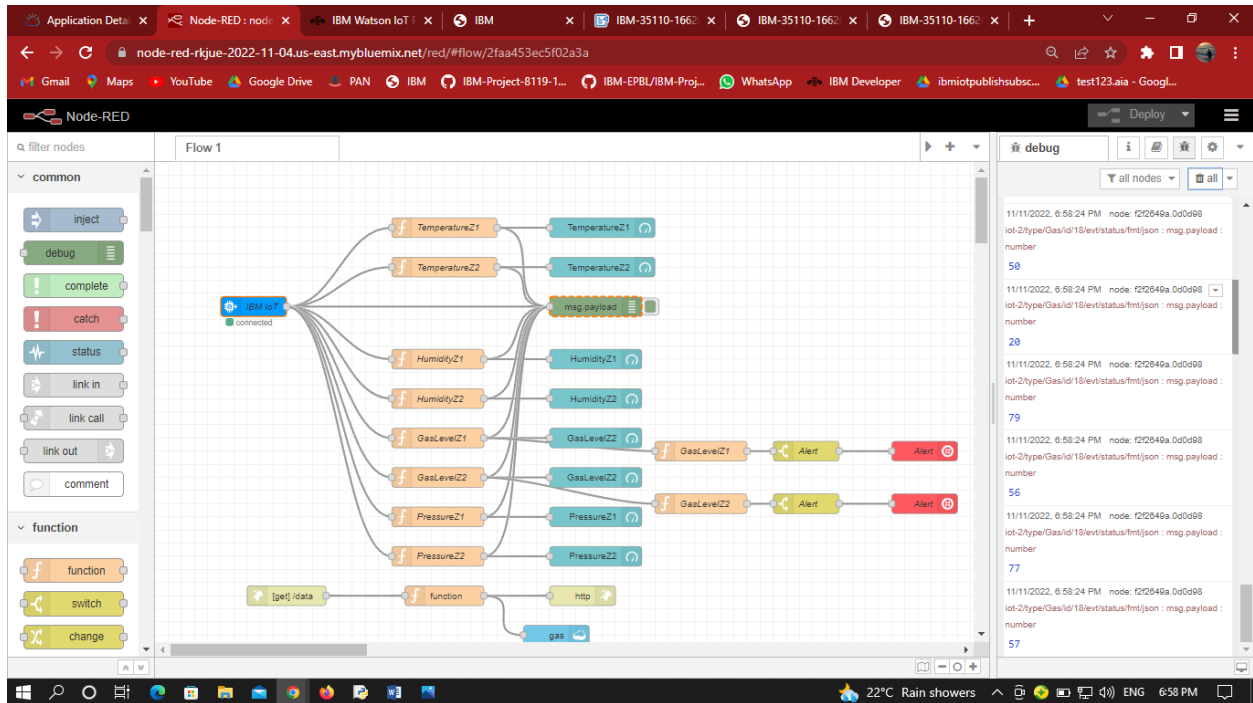 Application Detai
Node-RED : node
IBM Watson IoT P
IBM
IBM-35110-1662
IBM-35110-1662
IBM-35110-1662
node-red-rkjue-2022-11-04.us-east.mybluemix.net/red/#flow/2faa453ec5f02a3a
Gmail
Maps
YouTube
Google Drive
PAN
IBM
IBM-Project-8119-1...
IBM-EPBL/IBM-Proj...
WhatsApp
IBM Developer
ibmiotpublishsubsc...
test123.aia - Googl...
Node-RED
Deploy
filter nodes
common
inject
debug
complete
catch
status
link in
link call
link out
comment
function
function
switch
change
Flow 1
TemperatureZ1
TemperatureZ1
TemperatureZ2
TemperatureZ2
IBM IoT
connected
msg.payload
HumidityZ1
HumidityZ1
HumidityZ2
HumidityZ2
GasLevelZ1
GasLevelZ2
GasLevelZ1
Alert
Alert
GasLevelZ2
GasLevelZ2
GasLevelZ2
Alert
Alert
PressureZ1
PressureZ1
PressureZ2
PressureZ2
[get] /data
function
http
gas
debug
all nodes
all
11/11/2022, 6:58:24 PM node: f2f2649a.0d0d98
iot-2/type/Gas/id/18/evt/status/fmt/json : msg.payload :
number
50
11/11/2022, 6:58:24 PM node: f2f2649a.0d0d98
iot-2/type/Gas/id/18/evt/status/fmt/json : msg.payload :
number
20
11/11/2022, 6:58:24 PM node: f2f2649a.0d0d98
iot-2/type/Gas/id/18/evt/status/fmt/json : msg.payload :
number
79
11/11/2022, 6:58:24 PM node: f2f2649a.0d0d98
iot-2/type/Gas/id/18/evt/status/fmt/json : msg.payload :
number
56
11/11/2022, 6:58:24 PM node: f2f2649a.0d0d98
iot-2/type/Gas/id/18/evt/status/fmt/json : msg.payload :
number
77
11/11/2022, 6:58:24 PM node: f2f2649a.0d0d98
iot-2/type/Gas/id/18/evt/status/fmt/json : msg.payload :
number
57
22°C Rain showers
ENG
6:58 PM